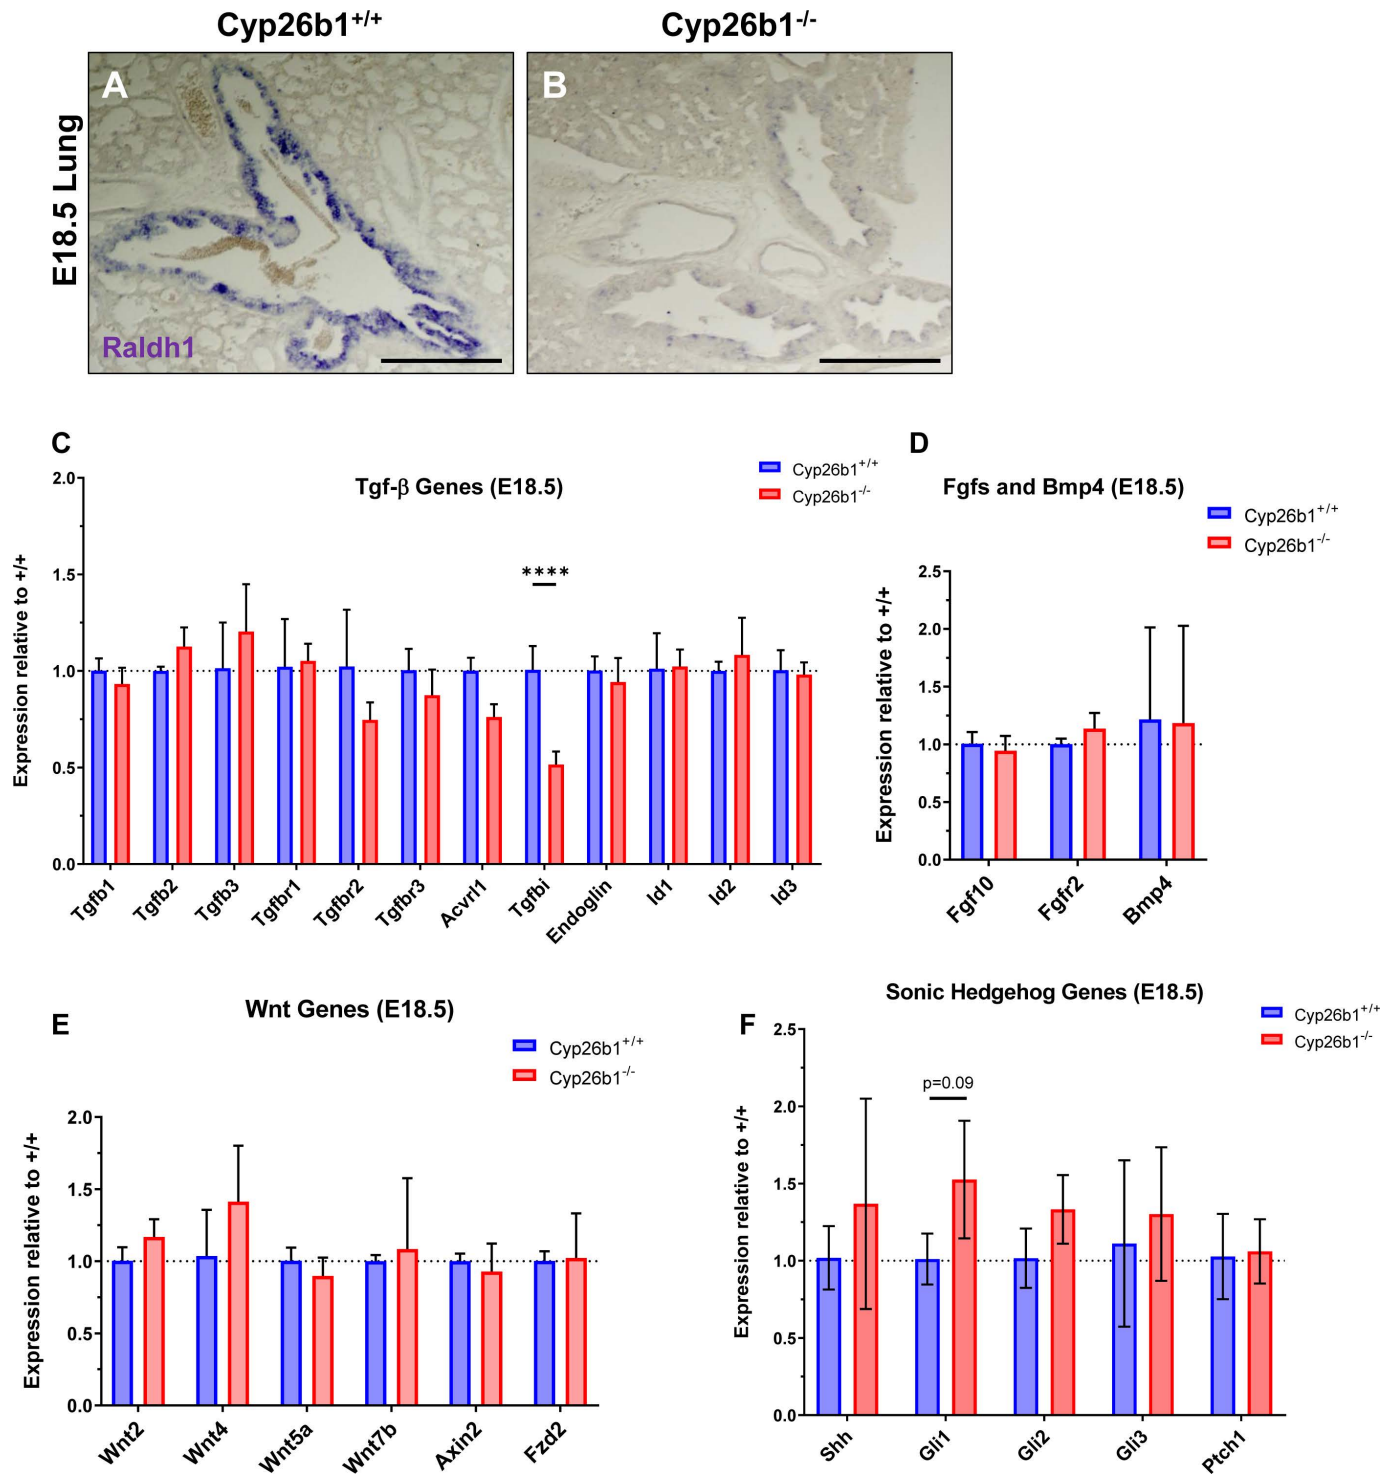 Cyp26b1+/+
Cyp26b1-/-
E18.5 Lung
A
B
Raldh1
C
Tgf-β Genes (E18.5)
Cyp26b1+/+
Cyp26b1-/-
Expression relative to +/+
2.0
1.5
1.0
0.5
0.0
****
Tgfb1
Tgfb2
Tgfb3
Tgfbr1
Tgfbr2
Tgfbr3
Acvrl1
Tgfbi
Endoglin
Id1
Id2
Id3
D
Fgfs and Bmp4 (E18.5)
Cyp26b1+/+
Cyp26b1-/-
Expression relative to +/+
2.5
2.0
1.5
1.0
0.5
0.0
Fgf10
Fgfr2
Bmp4
E
Wnt Genes (E18.5)
Cyp26b1+/+
Cyp26b1-/-
Expression relative to +/+
2.0
1.5
1.0
0.5
0.0
Wnt2
Wnt4
Wnt5a
Wnt7b
Axin2
Fzd2
F
Sonic Hedgehog Genes (E18.5)
Cyp26b1+/+
Cyp26b1-/-
Expression relative to +/+
2.5
2.0
1.5
1.0
0.5
0.0
p=0.09
Shh
Gli1
Gli2
Gli3
Ptch1